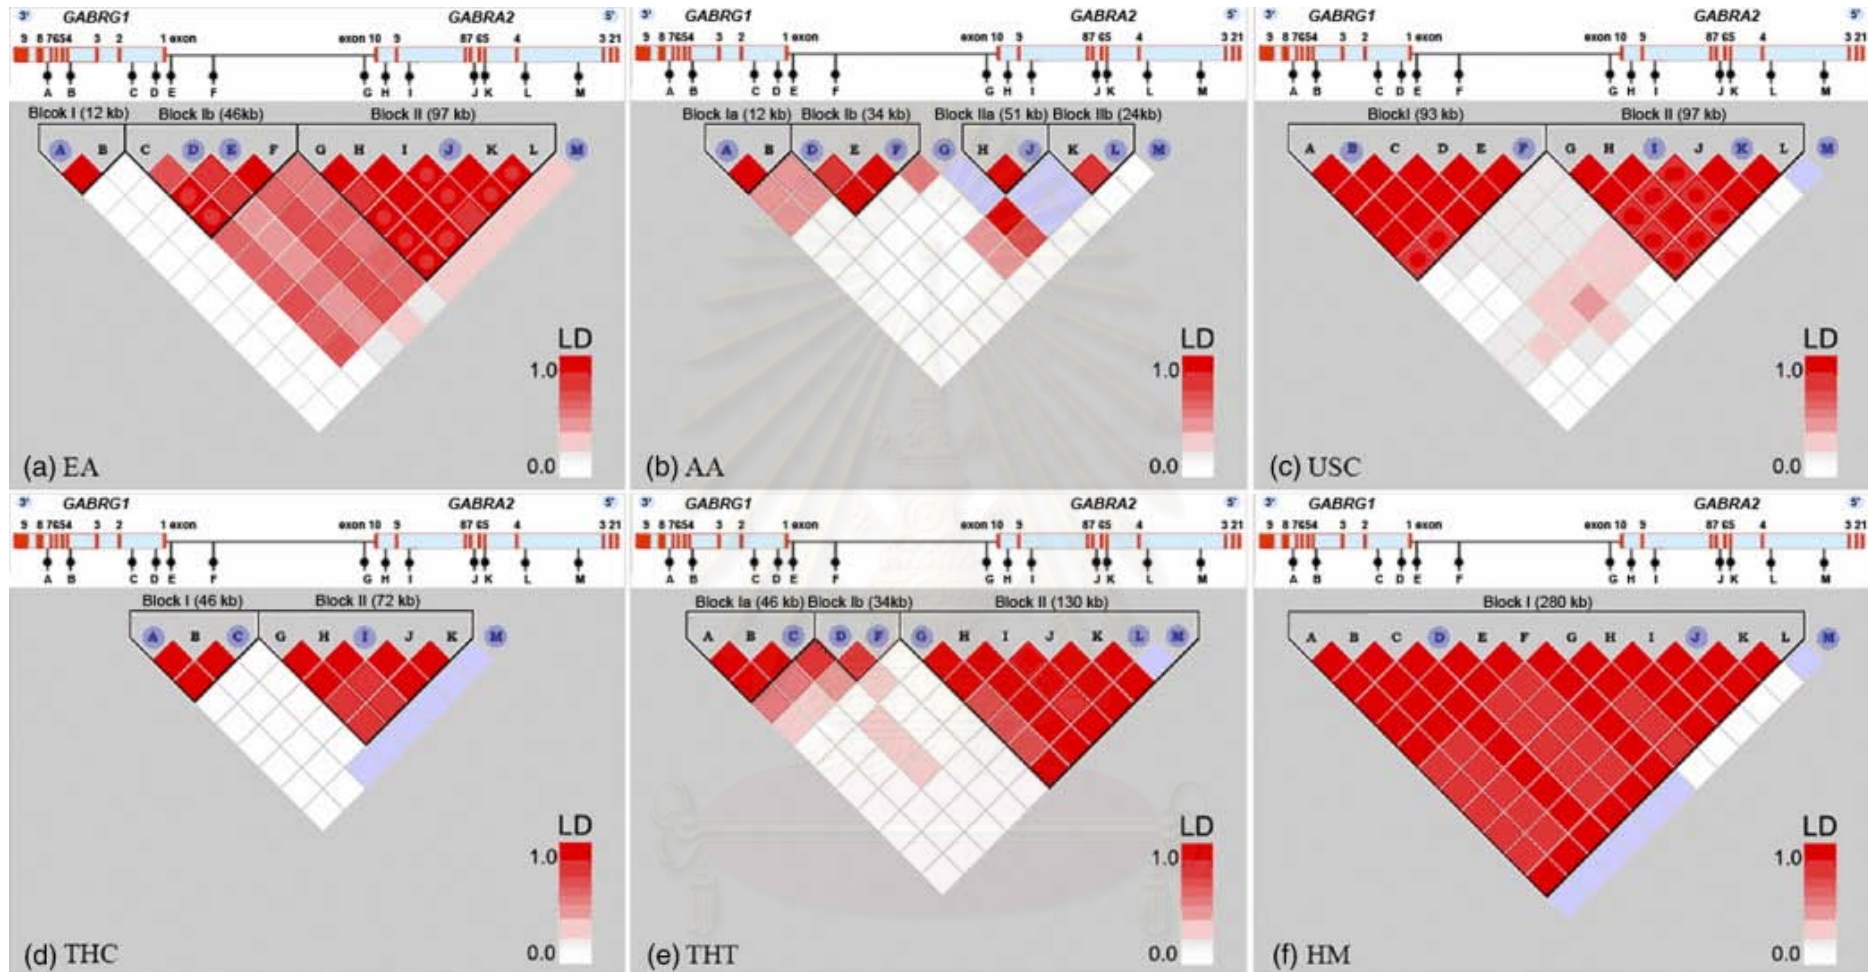 3' GABRG1 GABRA2 5'
9 8 7654 3 2 1 exon exon 10 9 87 65 4 3 21
A B C D E F G H I J K L M
Blcok I (12 kb) Block Ib (46kb) Block II (97 kb)
A B C D E F G H I J K L M
LD
1.0
0.0
(a) EA
3' GABRG1 GABRA2 5'
9 8 7654 3 2 1 exon exon 10 9 87 65 4 3 21
A B C D E F G H I J K L M
Block Ia (12 kb) Block Ib (34 kb) Block IIa (51 kb) Block IIIb (24kb)
A B D E F G H J K L M
LD
1.0
0.0
(b) AA
3' GABRG1 GABRA2 5'
9 8 7654 3 2 1 exon exon 10 9 87 65 4 3 21
A B C D E F G H I J K L M
BlockI (93 kb) Block II (97 kb)
A B C D E F G H I J K L M
LD
1.0
0.0
(c) USC
3' GABRG1 GABRA2 5'
9 8 7654 3 2 1 exon exon 10 9 87 65 4 3 21
A B C D E F G H I J K L M
Block I (46 kb) Block II (72 kb)
A B C G H I J K M
LD
1.0
0.0
(d) THC
3' GABRG1 GABRA2 5'
9 8 7654 3 2 1 exon exon 10 9 87 65 4 3 21
A B C D E F G H I J K L M
Block Ia (46 kb) Block Ib (34kb) Block II (130 kb)
A B C D F G H I J K L M
LD
1.0
0.0
(e) THT
3' GABRG1 GABRA2 5'
9 8 7654 3 2 1 exon exon 10 9 87 65 4 3 21
A B C D E F G H I J K L M
Block I (280 kb)
A B C D E F G H I J K L M
LD
1.0
0.0
(f) HM